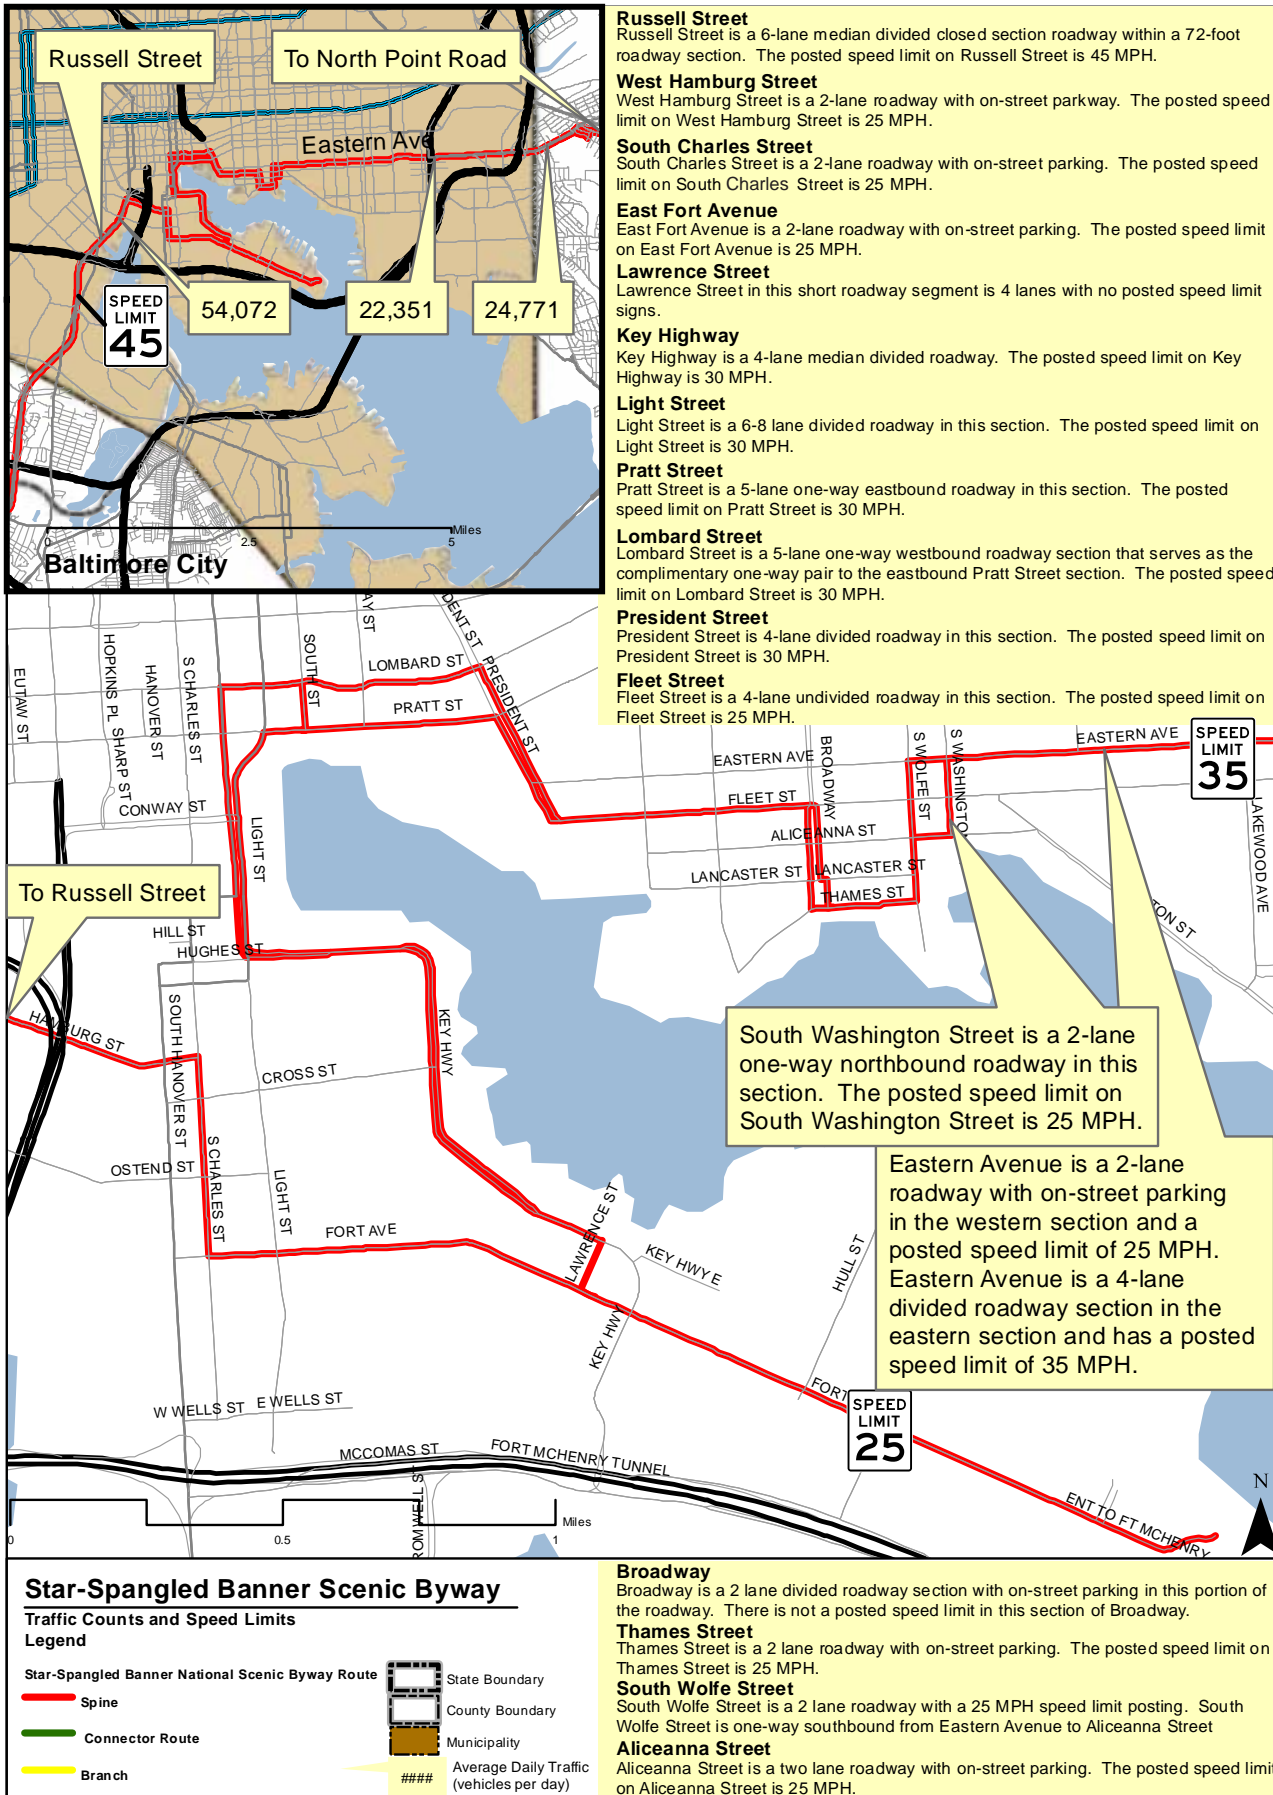 Russell Street
To North Point Road
Eastern Ave
54,072
22,351
24,771
SPEED
LIMIT
45
0
2.5
5
Miles
Baltimore City
Russell Street
Russell Street is a 6-lane median divided closed section roadway within a 72-foot
roadway section. The posted speed limit on Russell Street is 45 MPH.
West Hamburg Street
West Hamburg Street is a 2-lane roadway with on-street parkway. The posted speed
limit on West Hamburg Street is 25 MPH.
South Charles Street
South Charles Street is a 2-lane roadway with on-street parking. The posted speed
limit on South Charles Street is 25 MPH.
East Fort Avenue
East Fort Avenue is a 2-lane roadway with on-street parking. The posted speed limit
on East Fort Avenue is 25 MPH.
Lawrence Street
Lawrence Street in this short roadway segment is 4 lanes with no posted speed limit
signs.
Key Highway
Key Highway is a 4-lane median divided roadway. The posted speed limit on Key
Highway is 30 MPH.
Light Street
Light Street is a 6-8 lane divided roadway in this section. The posted speed limit on
Light Street is 30 MPH.
Pratt Street
Pratt Street is a 5-lane one-way eastbound roadway in this section. The posted
speed limit on Pratt Street is 30 MPH.
Lombard Street
Lombard Street is a 5-lane one-way westbound roadway section that serves as the
complimentary one-way pair to the eastbound Pratt Street section. The posted speed
limit on Lombard Street is 30 MPH.
President Street
President Street is 4-lane divided roadway in this section. The posted speed limit on
President Street is 30 MPH.
Fleet Street
Fleet Street is a 4-lane undivided roadway in this section. The posted speed limit on
Fleet Street is 25 MPH.
EUTAW ST
HOPKINS PL
SHARP ST
HANOVER ST
S CHARLES ST
SOUTH ST
AY ST
DENT ST
PRESIDENT ST
LOMBARD ST
PRATT ST
CONWAY ST
LIGHT ST
EASTERN AVE
BROADWAY
S WOLFE ST
S WASHINGTON
EASTERN AVE
SPEED
LIMIT
35
FLEET ST
ALICEANNA ST
LANCASTER ST
LANCASTER ST
THAMES ST
LAKEWOOD AVE
TON ST
To Russell Street
HILL ST
HUGHES ST
HAMBURG ST
SOUTH HANOVER ST
KEY HWY
CROSS ST
OSTEND ST
S CHARLES ST
LIGHT ST
FORT AVE
LAWRENCE ST
KEY HWY E
KEY HWY
HULL ST
South Washington Street is a 2-lane
one-way northbound roadway in this
section. The posted speed limit on
South Washington Street is 25 MPH.
Eastern Avenue is a 2-lane
roadway with on-street parking
in the western section and a
posted speed limit of 25 MPH.
Eastern Avenue is a 4-lane
divided roadway section in the
eastern section and has a posted
speed limit of 35 MPH.
FORT
SPEED
LIMIT
25
W WELLS ST
E WELLS ST
MCCOMAS ST
FORT MCHENRY TUNNEL
ROMWELL ST
ENT TO FT MCHENRY
N
0
0.5
1
Miles
Star-Spangled Banner Scenic Byway
Traffic Counts and Speed Limits
Legend
Star-Spangled Banner National Scenic Byway Route
Spine
Connector Route
Branch
State Boundary
County Boundary
Municipality
####
Average Daily Traffic
(vehicles per day)
Broadway
Broadway is a 2 lane divided roadway section with on-street parking in this portion of
the roadway. There is not a posted speed limit in this section of Broadway.
Thames Street
Thames Street is a 2 lane roadway with on-street parking. The posted speed limit on
Thames Street is 25 MPH.
South Wolfe Street
South Wolfe Street is a 2 lane roadway with a 25 MPH speed limit posting. South
Wolfe Street is one-way southbound from Eastern Avenue to Aliceanna Street
Aliceanna Street
Aliceanna Street is a two lane roadway with on-street parking. The posted speed limit
on Aliceanna Street is 25 MPH.